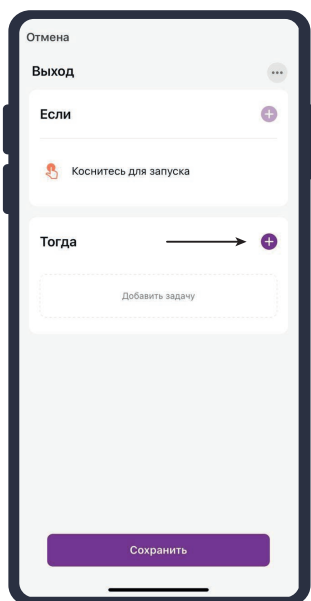 Отмена
Выход
Если
Коснитесь для запуска
Тогда
Добавить задачу
Сохранить